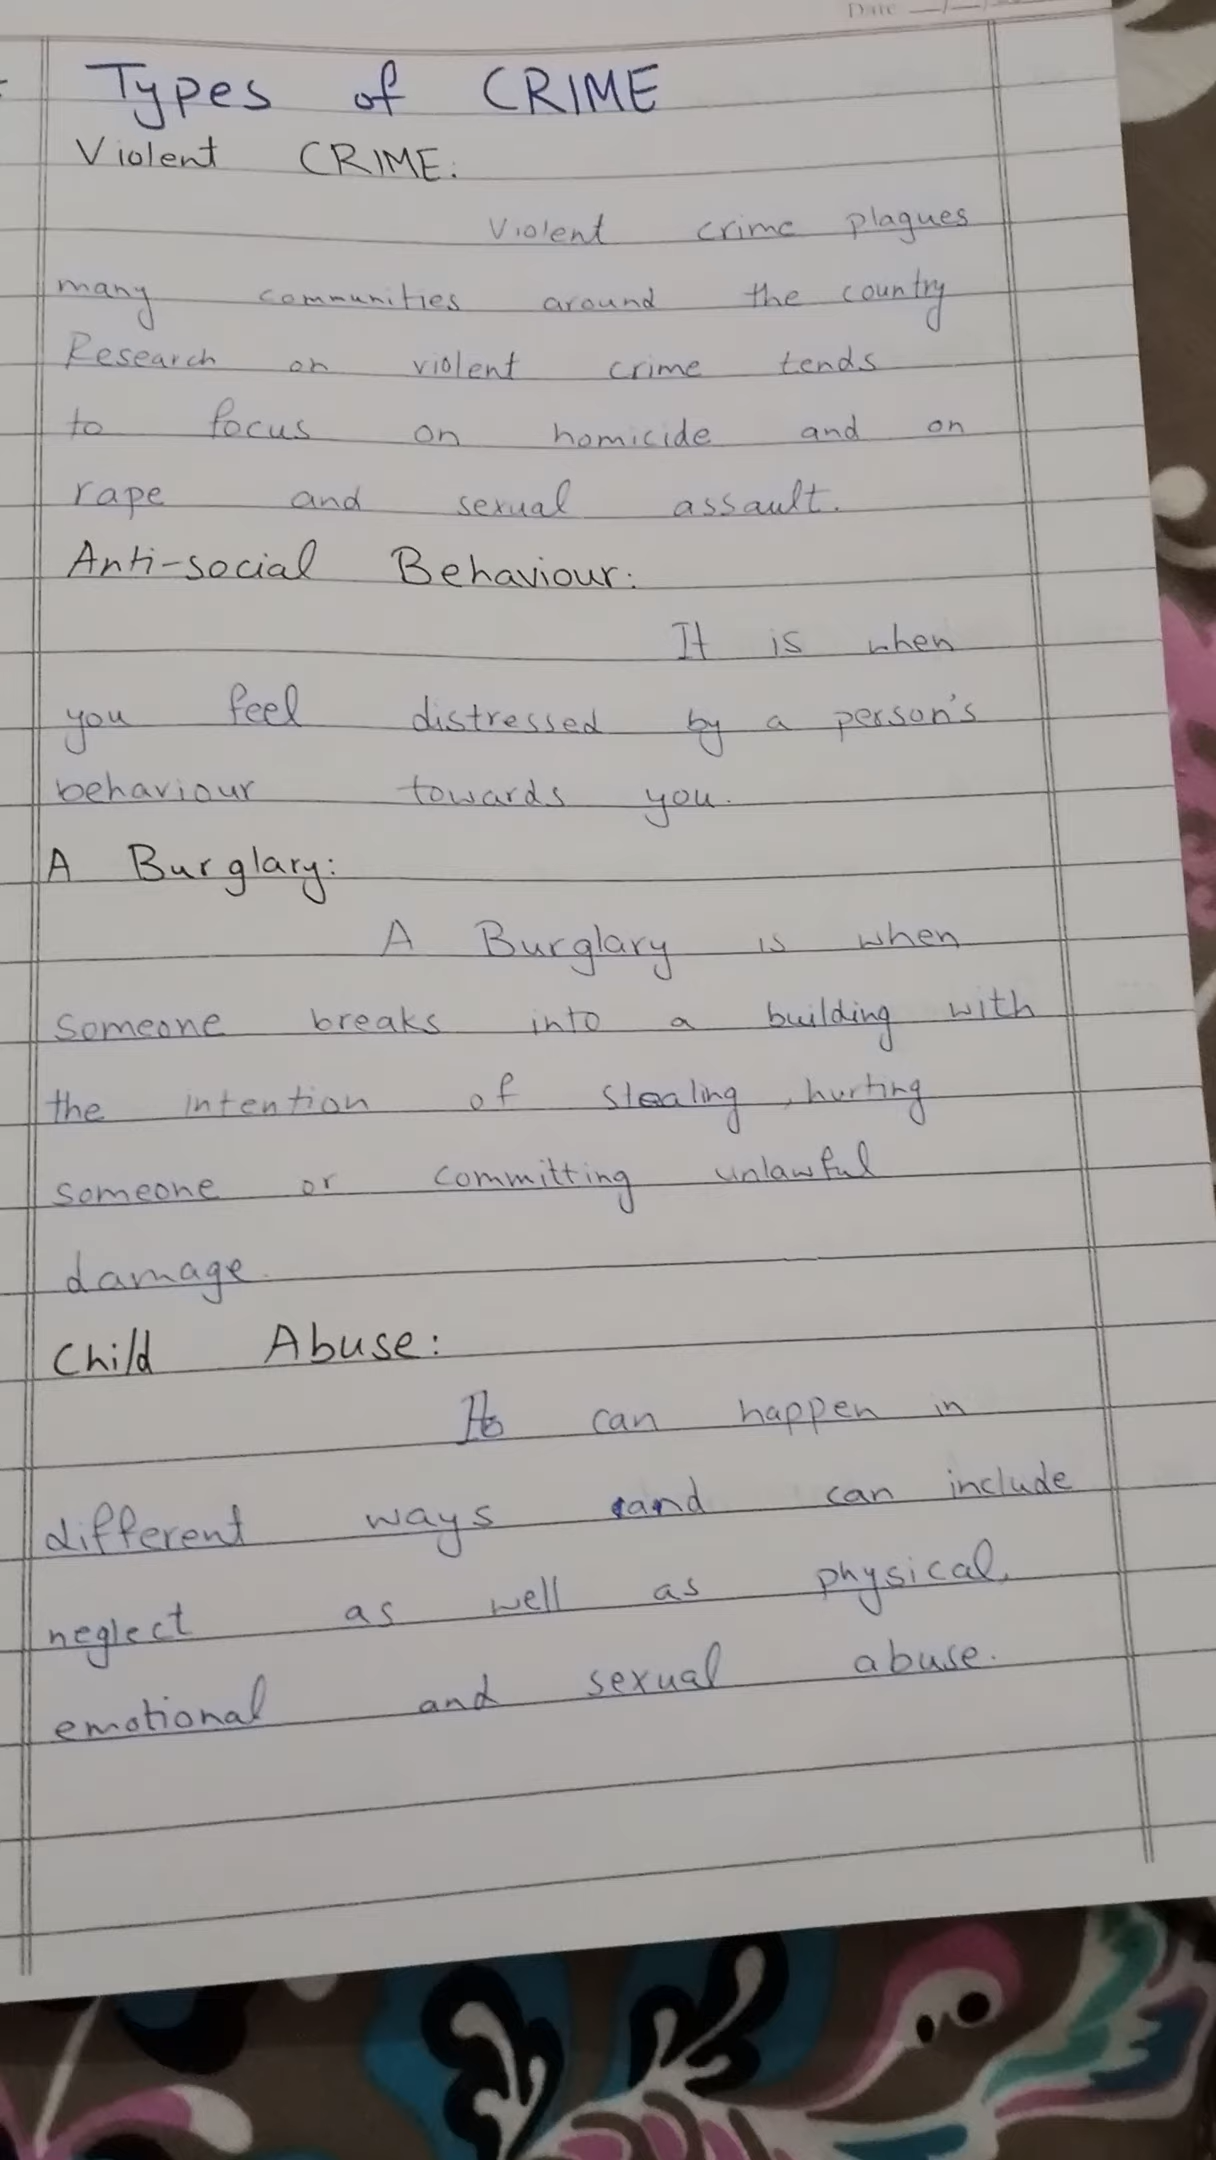 Date
Types of CRIME
Violent CRIME:
Violent crime plagues
many communities around the country
Research on violent crime tends
to focus on homicide and on
rape and sexual assault.
Anti-social Behaviour:
It is when
you feel distressed by a person's
behaviour towards you.
A Burglary:
A Burglary is when
someone breaks into a building with
the intention of stealing, hurting
someone or committing unlawful
damage.
Child Abuse:
It can happen in
different ways and can include
neglect as well as physical,
emotional and sexual abuse.